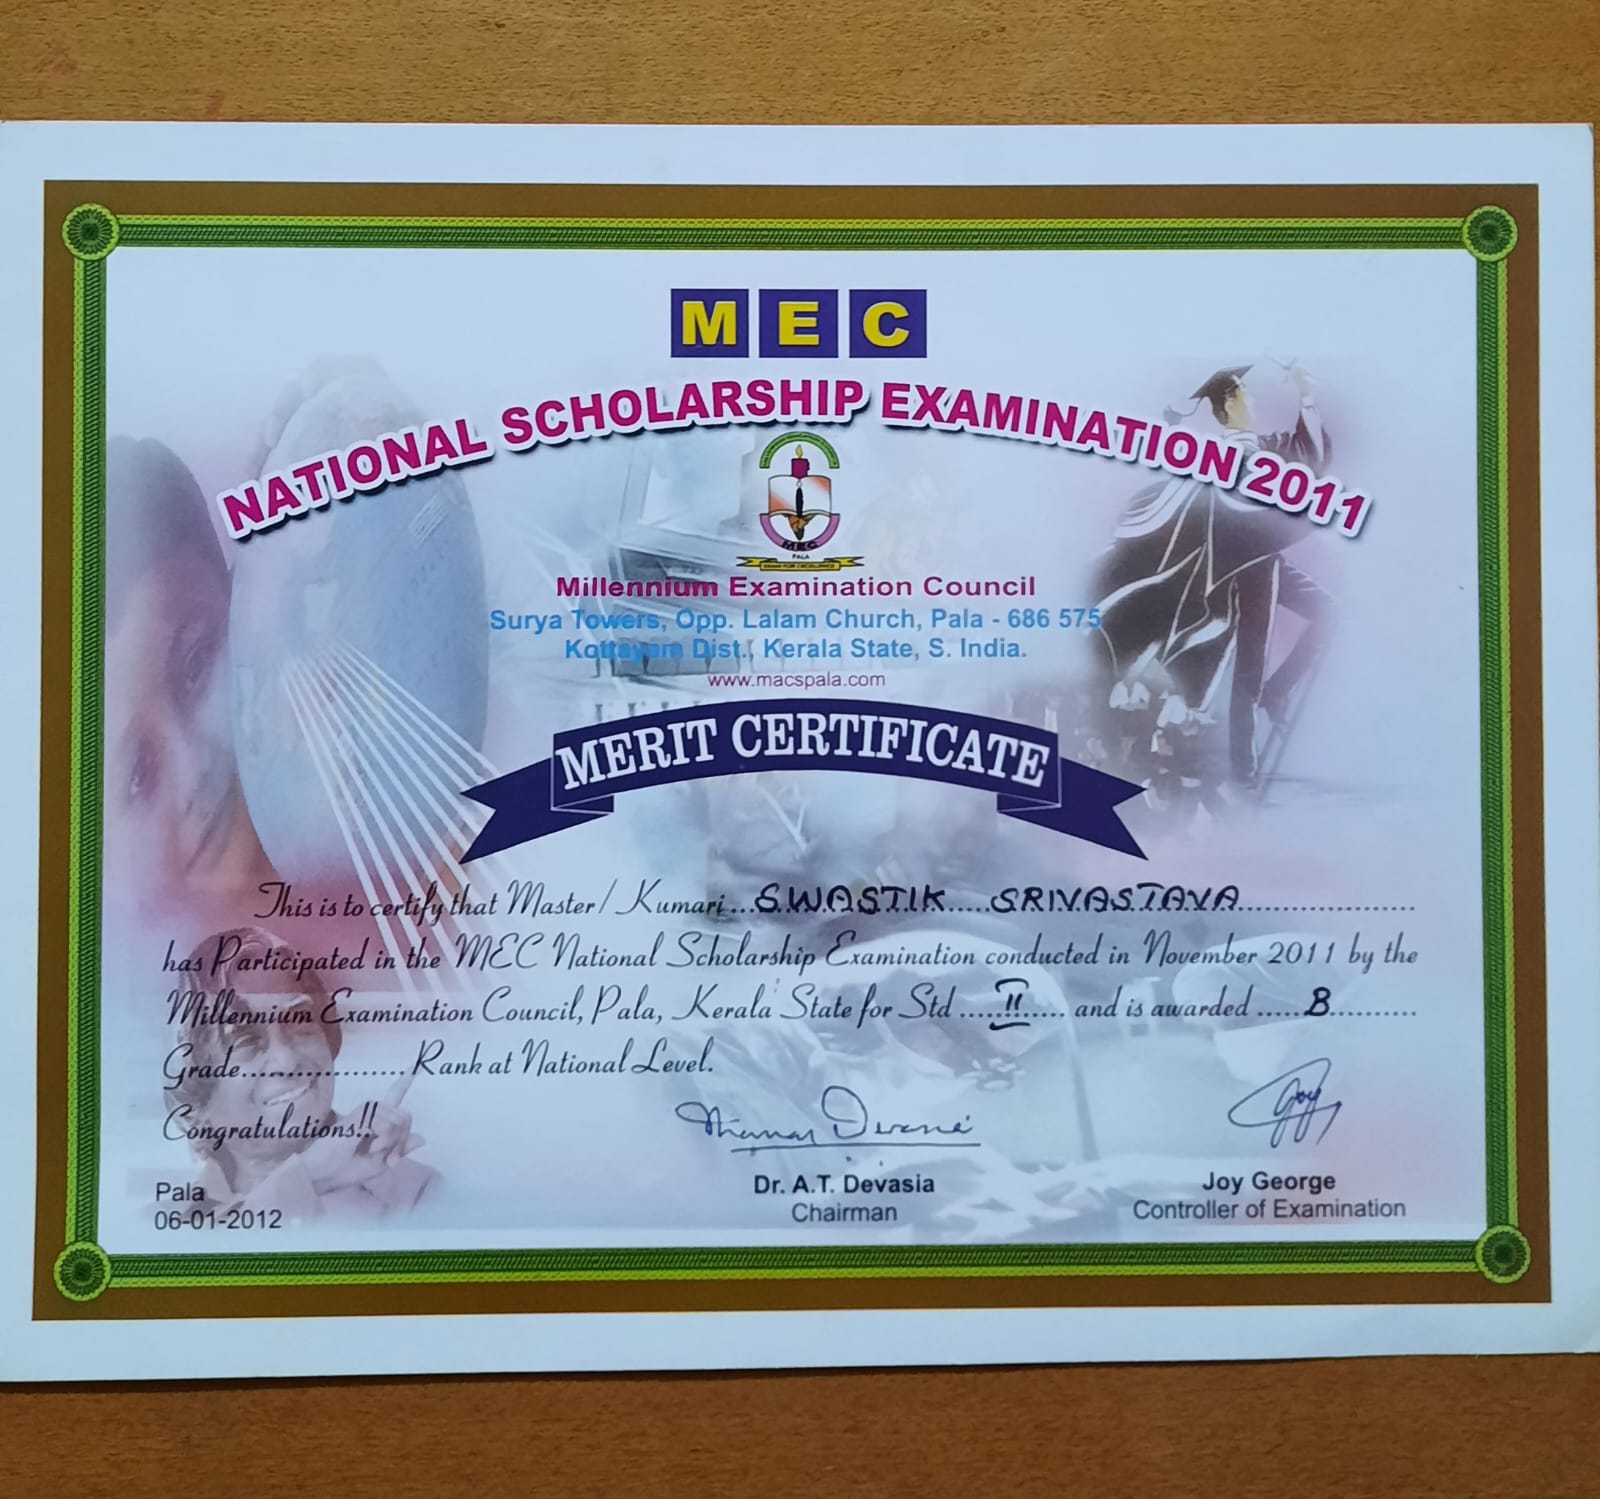 MEC
NATIONAL SCHOLARSHIP EXAMINATION 2011
MEC
PALA
Millennium Examination Council
Surya Towers, Opp. Lalam Church, Pala - 686 575
Kottayam Dist., Kerala State, S. India.
www.macspala.com
MERIT CERTIFICATE
This is to certify that Master/ Kumari...SWASTIK.....SRIVASTAVA....................
has Participated in the MEC National Scholarship Examination conducted in November 2011 by the
Millennium Examination Council, Pala, Kerala State for Std ......II...... and is awarded .....B..........
Grade.................. Rank at National Level.
Congratulations!!
Pala
06-01-2012
Dr. A.T. Devasia
Chairman
Joy George
Controller of Examination